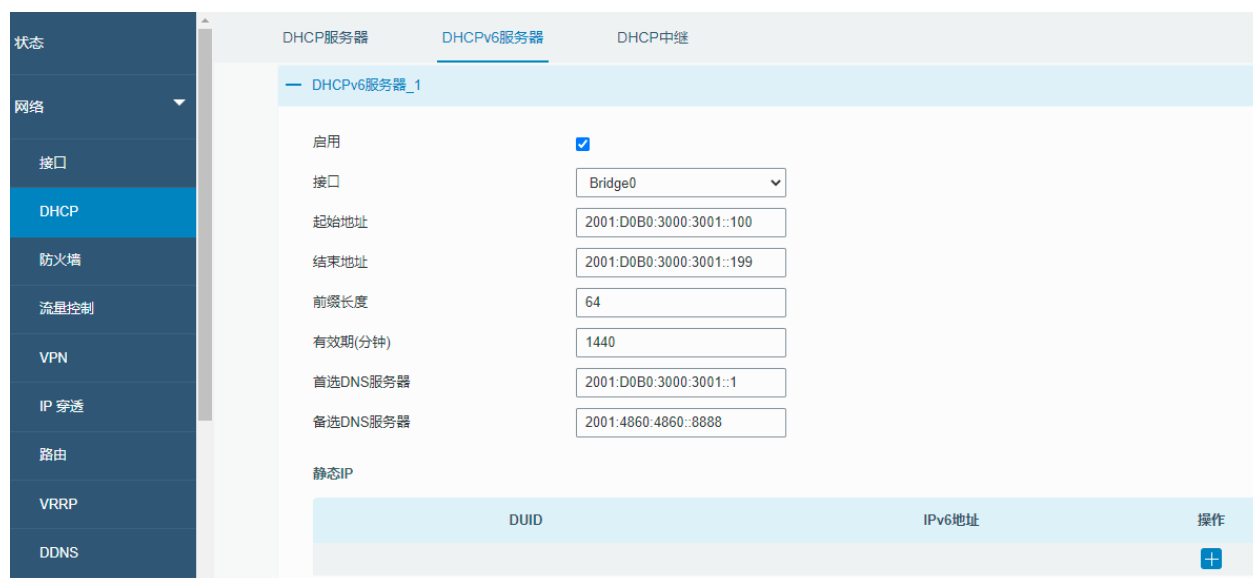 状态
网络
接口
DHCP
防火墙
流量控制
VPN
IP 穿透
路由
VRRP
DDNS
DHCP服务器 DHCPv6服务器 DHCP中继
DHCPv6服务器_1
启用
接口 Bridge0
起始地址 2001:D0B0:3000:3001::100
结束地址 2001:D0B0:3000:3001::199
前缀长度 64
有效期(分钟) 1440
首选DNS服务器 2001:D0B0:3000:3001::1
备选DNS服务器 2001:4860:4860::8888
静态IP
DUID IPv6地址 操作